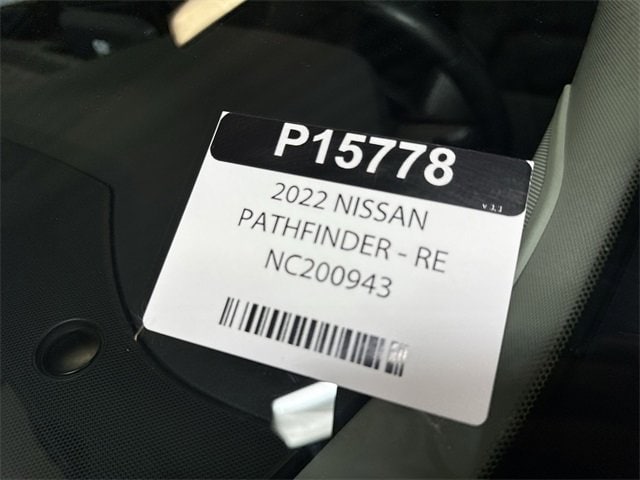 P15778
v 1.1
2022 NISSAN
PATHFINDER - RE
NC200943